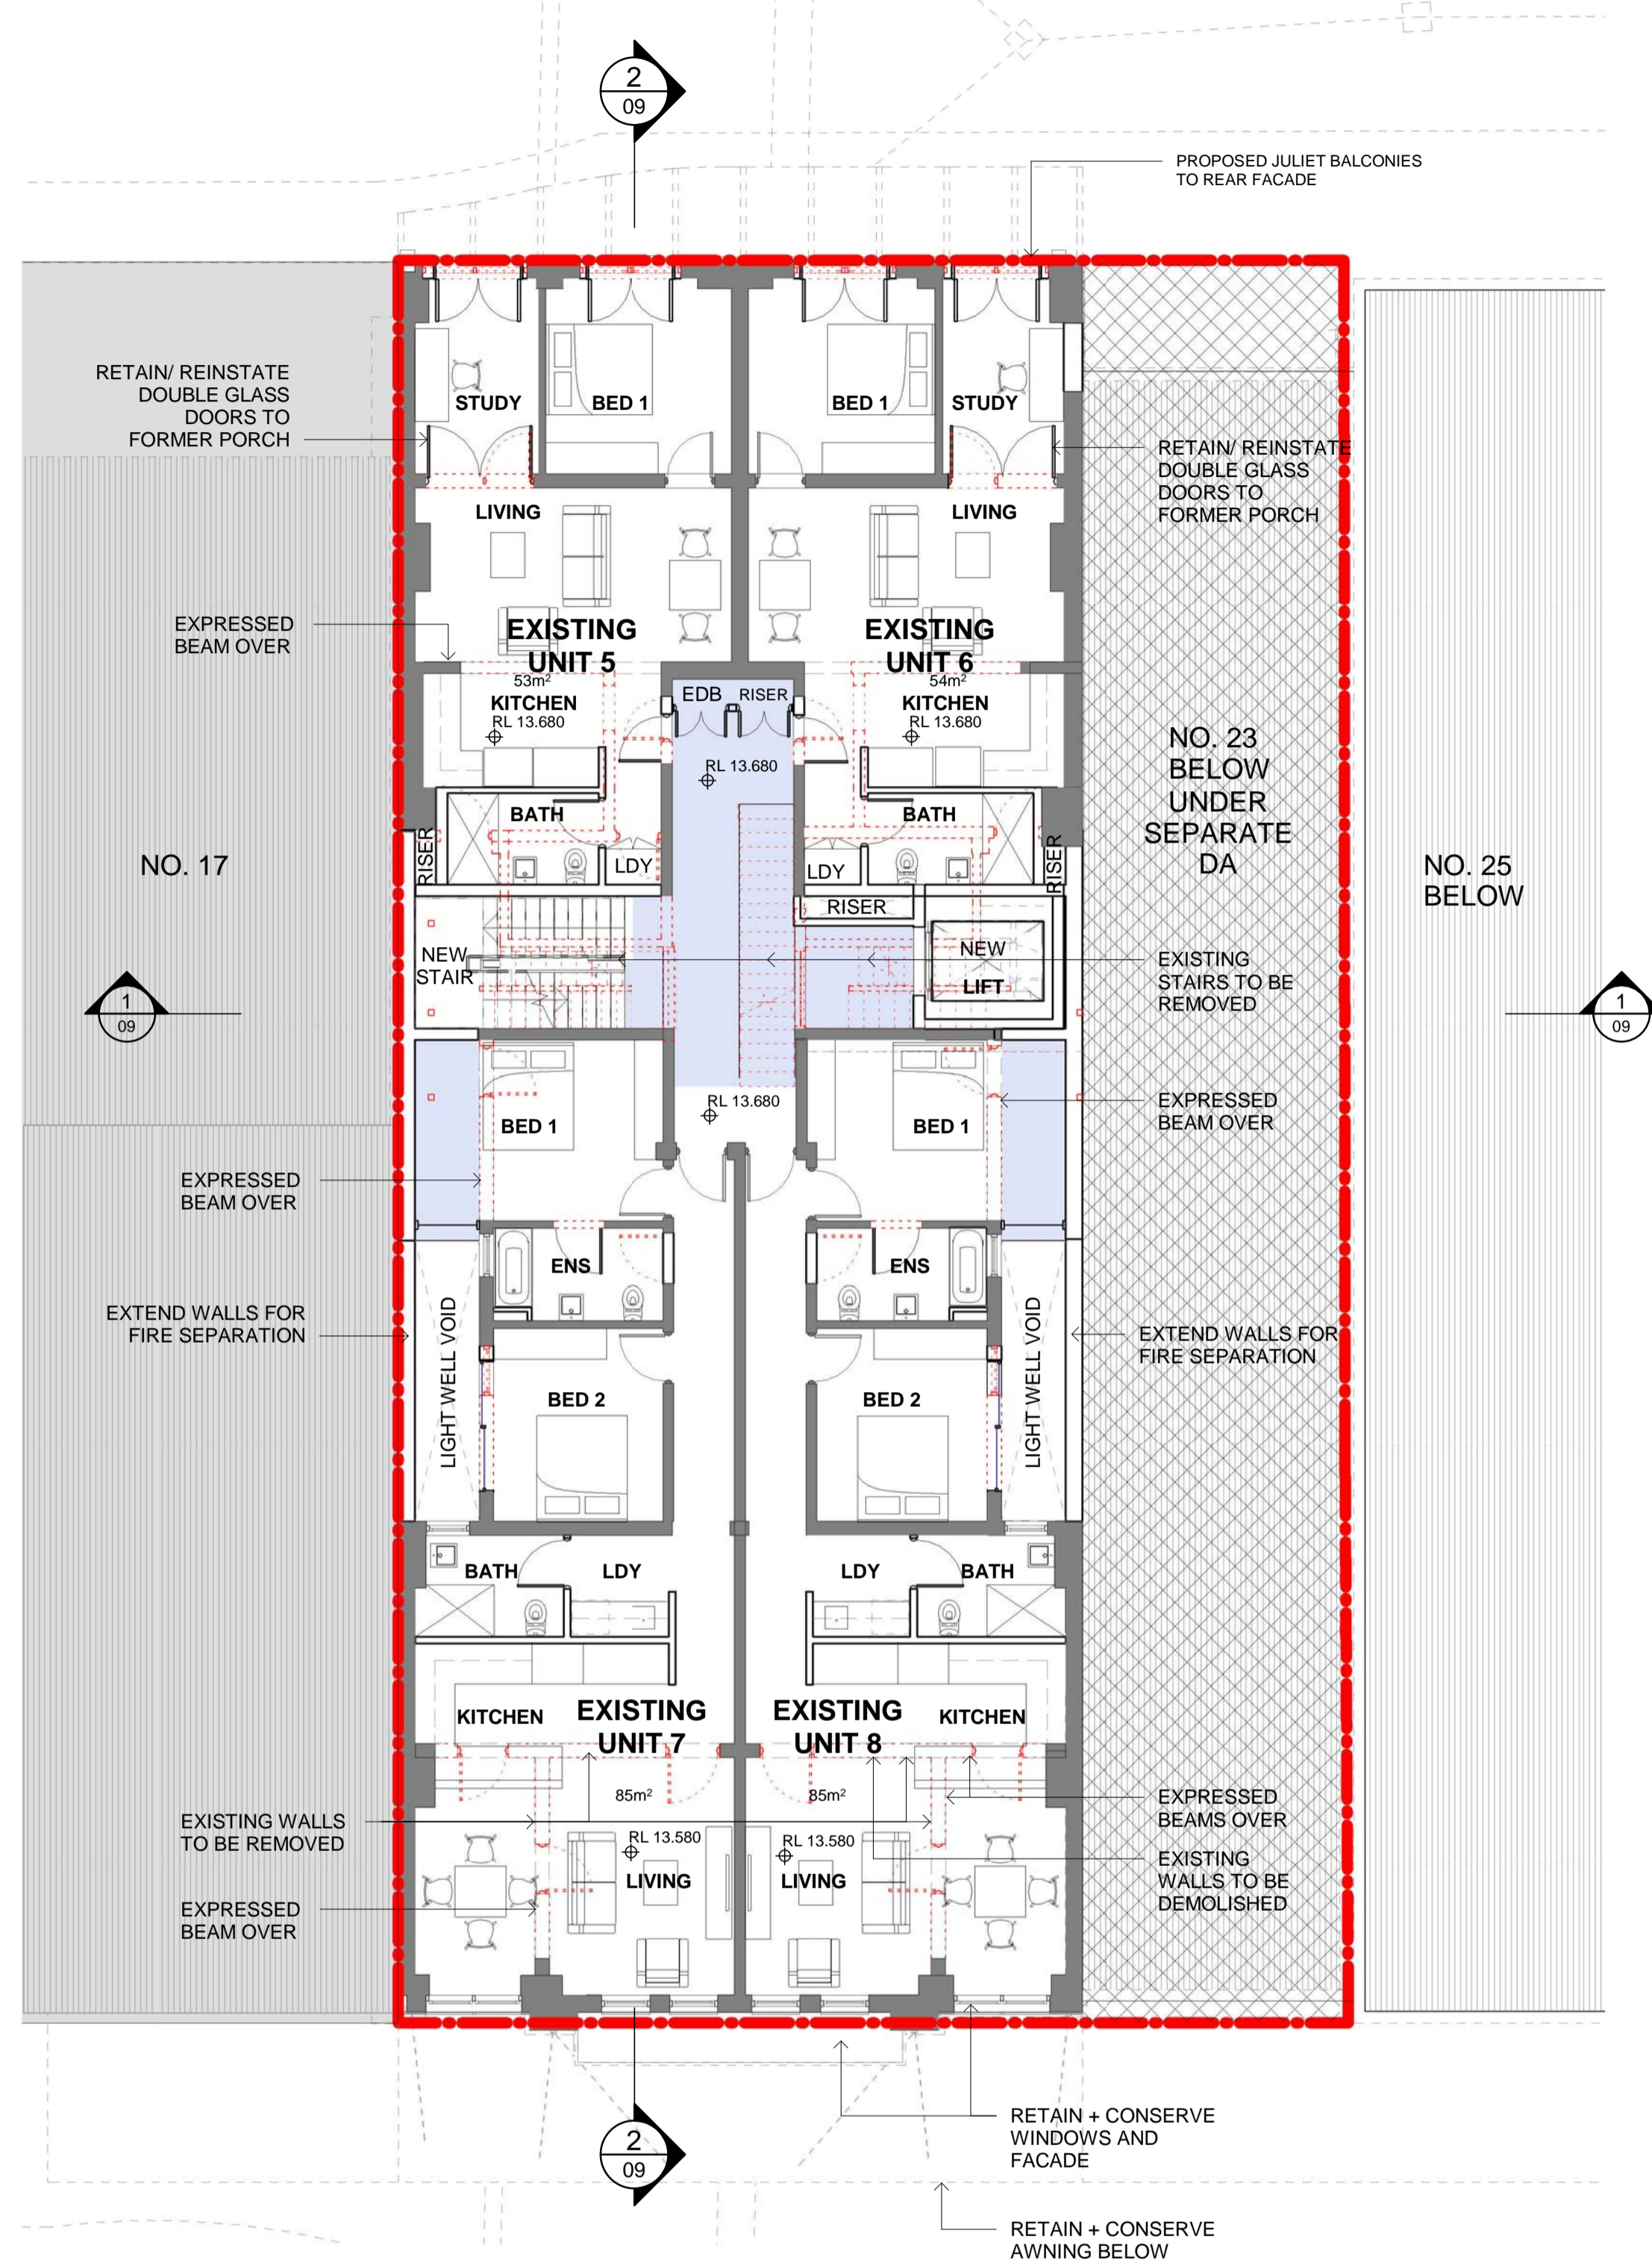 2
09
PROPOSED JULIET BALCONIES
TO REAR FACADE
RETAIN/ REINSTATE
DOUBLE GLASS
DOORS TO
FORMER PORCH
STUDY
BED 1
BED 1
STUDY
RETAIN/ REINSTATE
DOUBLE GLASS
DOORS TO
FORMER PORCH
LIVING
LIVING
EXPRESSED
BEAM OVER
EXISTING
UNIT 5
53m²
KITCHEN
RL 13.680
EXISTING
UNIT 6
54m²
KITCHEN
RL 13.680
EDB
RISER
RL 13.680
NO. 23
BELOW
UNDER
SEPARATE
DA
NO. 17
NO. 25
BELOW
BATH
RISER
LDY
BATH
LDY
RISER
RISER
NEW
STAIR
NEW
LIFT
EXISTING
STAIRS TO BE
REMOVED
1
09
1
09
RL 13.680
BED 1
BED 1
EXPRESSED
BEAM OVER
EXPRESSED
BEAM OVER
ENS
ENS
EXTEND WALLS FOR
FIRE SEPARATION
LIGHT WELL VOID
LIGHT WELL VOID
EXTEND WALLS FOR
FIRE SEPARATION
BED 2
BED 2
BATH
LDY
LDY
BATH
KITCHEN
EXISTING
UNIT 7
85m²
EXISTING
UNIT 8
85m²
KITCHEN
EXISTING WALLS
TO BE REMOVED
EXPRESSED
BEAMS OVER
RL 13.580
LIVING
RL 13.580
LIVING
EXISTING
WALLS TO BE
DEMOLISHED
EXPRESSED
BEAM OVER
2
09
RETAIN + CONSERVE
WINDOWS AND
FACADE
RETAIN + CONSERVE
AWNING BELOW